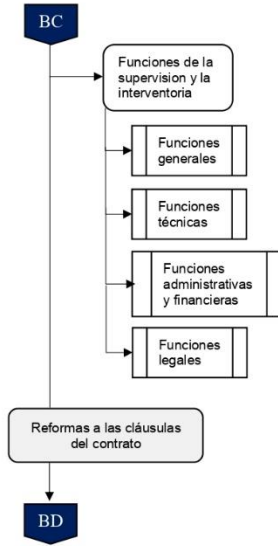 BC
Funciones de la
supervision y la
interventoria
Funciones
generales
Funciones
técnicas
Funciones
administrativas
y financieras
Funciones
legales
Reformas a las cláusulas
del contrato
BD